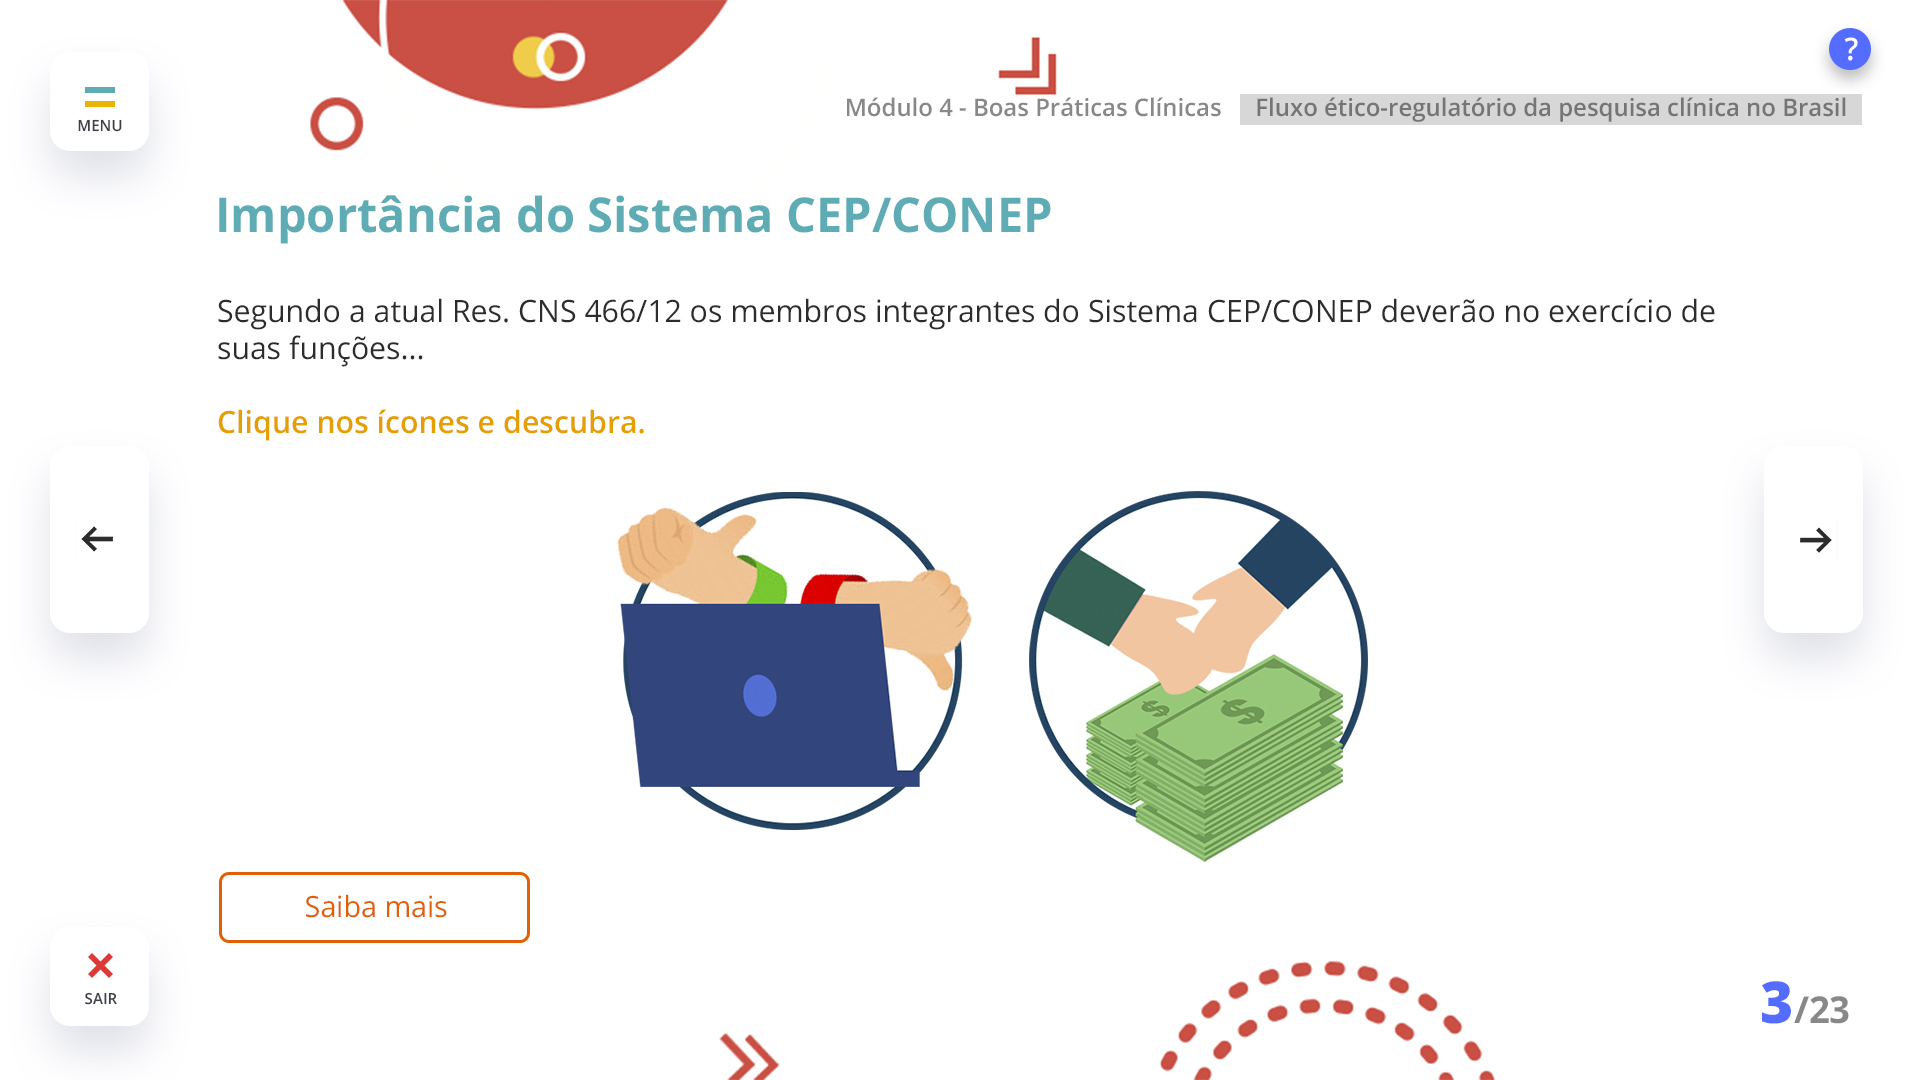 ?
MENU
Módulo 4 - Boas Práticas Clínicas Fluxo ético-regulatório da pesquisa clínica no Brasil
Importância do Sistema CEP/CONEP
Segundo a atual Res. CNS 466/12 os membros integrantes do Sistema CEP/CONEP deverão no exercício de
suas funções...
Clique nos ícones e descubra.
$ $
Saiba mais
SAIR
3/23